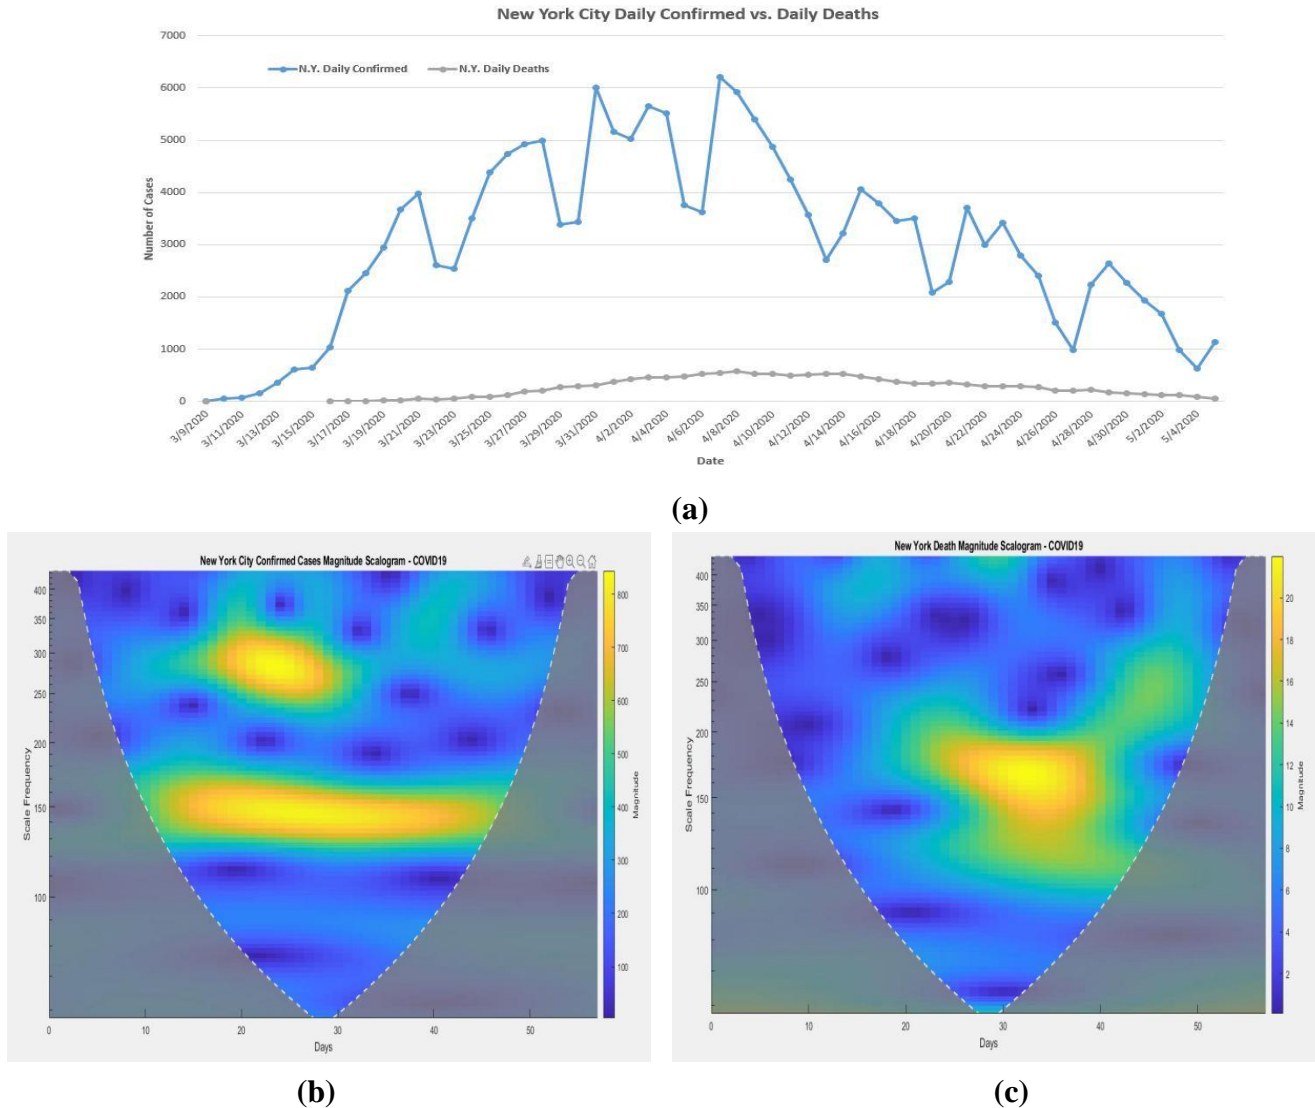 New York City Daily Confirmed vs. Daily Deaths
7000
N.Y. Daily Confirmed N.Y. Daily Deaths
6000
5000
4000
3000
2000
1000
0
Number of Cases
3/9/2020 3/11/2020 3/13/2020 3/15/2020 3/17/2020 3/19/2020 3/21/2020 3/23/2020 3/25/2020 3/27/2020 3/29/2020 3/31/2020 4/2/2020 4/4/2020 4/6/2020 4/8/2020 4/10/2020 4/12/2020 4/14/2020 4/16/2020 4/18/2020 4/20/2020 4/22/2020 4/24/2020 4/26/2020 4/28/2020 4/30/2020 5/2/2020 5/4/2020
Date
(a)
New York City Confirmed Cases Magnitude Scalogram - COVID19
400
350
300
250
200
150
100
Scale Frequency
0 10 20 30 40 50
Days
800
700
600
500
400
300
200
100
Magnitude
(b)
New York Death Magnitude Scalogram - COVID19
400
350
300
250
200
150
100
Scale Frequency
0 10 20 30 40 50
Days
20
18
16
14
12
10
8
6
4
2
Magnitude
(c)